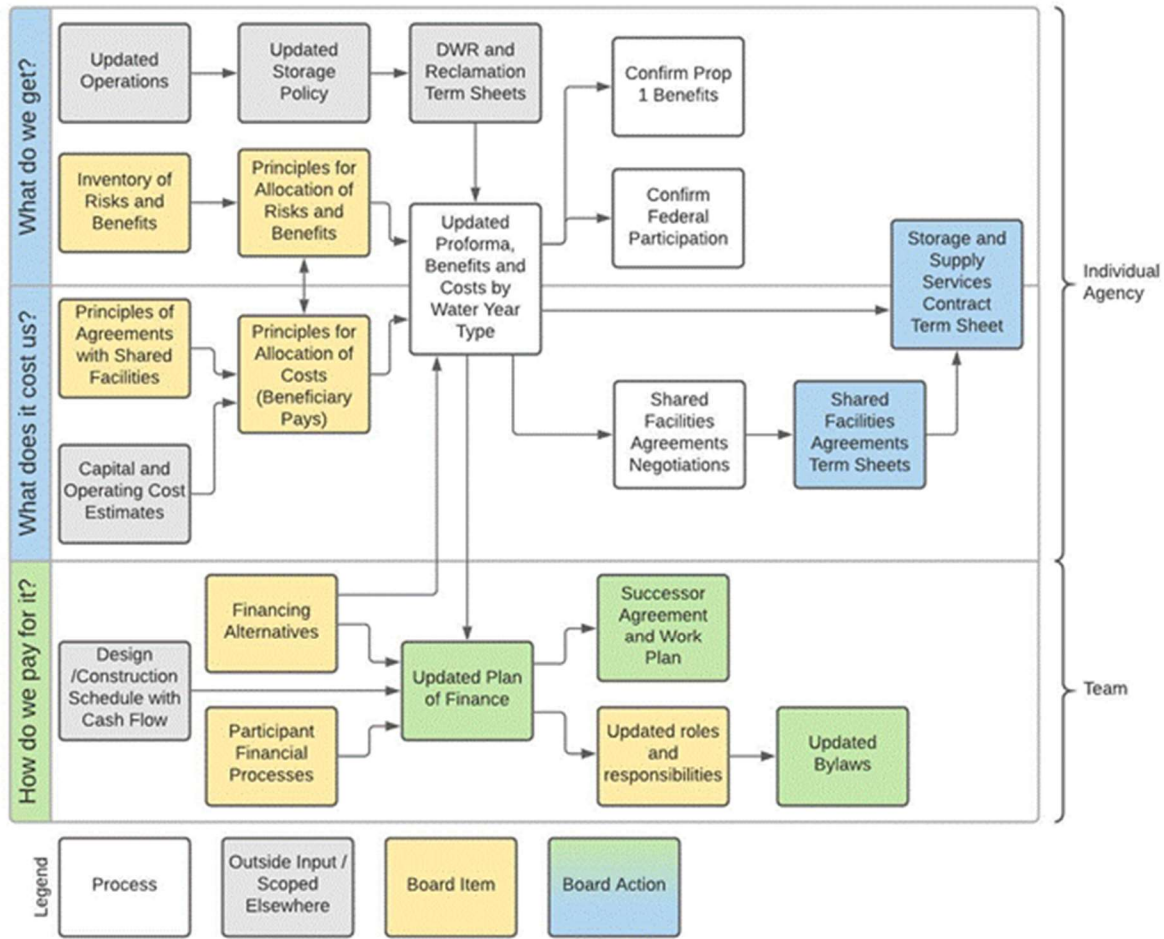 What do we get?
Updated
Operations
Updated
Storage
Policy
DWR and
Reclamation
Term Sheets
Confirm Prop
1 Benefits
Inventory of
Risks and
Benefits
Principles for
Allocation of
Risks and
Benefits
Updated
Proforma,
Benefits and
Costs by
Water Year
Type
Confirm
Federal
Participation
Storage and
Supply
Services
Contract
Term Sheet
Individual
Agency
What does it cost us?
Principles of
Agreements
with Shared
Facilities
Principles for
Allocation of
Costs
(Beneficiary
Pays)
Capital and
Operating Cost
Estimates
Shared
Facilities
Agreements
Negotiations
Shared
Facilities
Agreements
Term Sheets
How do we pay for it?
Financing
Alternatives
Design
/Construction
Schedule with
Cash Flow
Participant
Financial
Processes
Updated Plan
of Finance
Successor
Agreement
and Work
Plan
Updated roles
and
responsibilities
Updated
Bylaws
Team
Legend
Process
Outside Input /
Scoped
Elsewhere
Board Item
Board Action